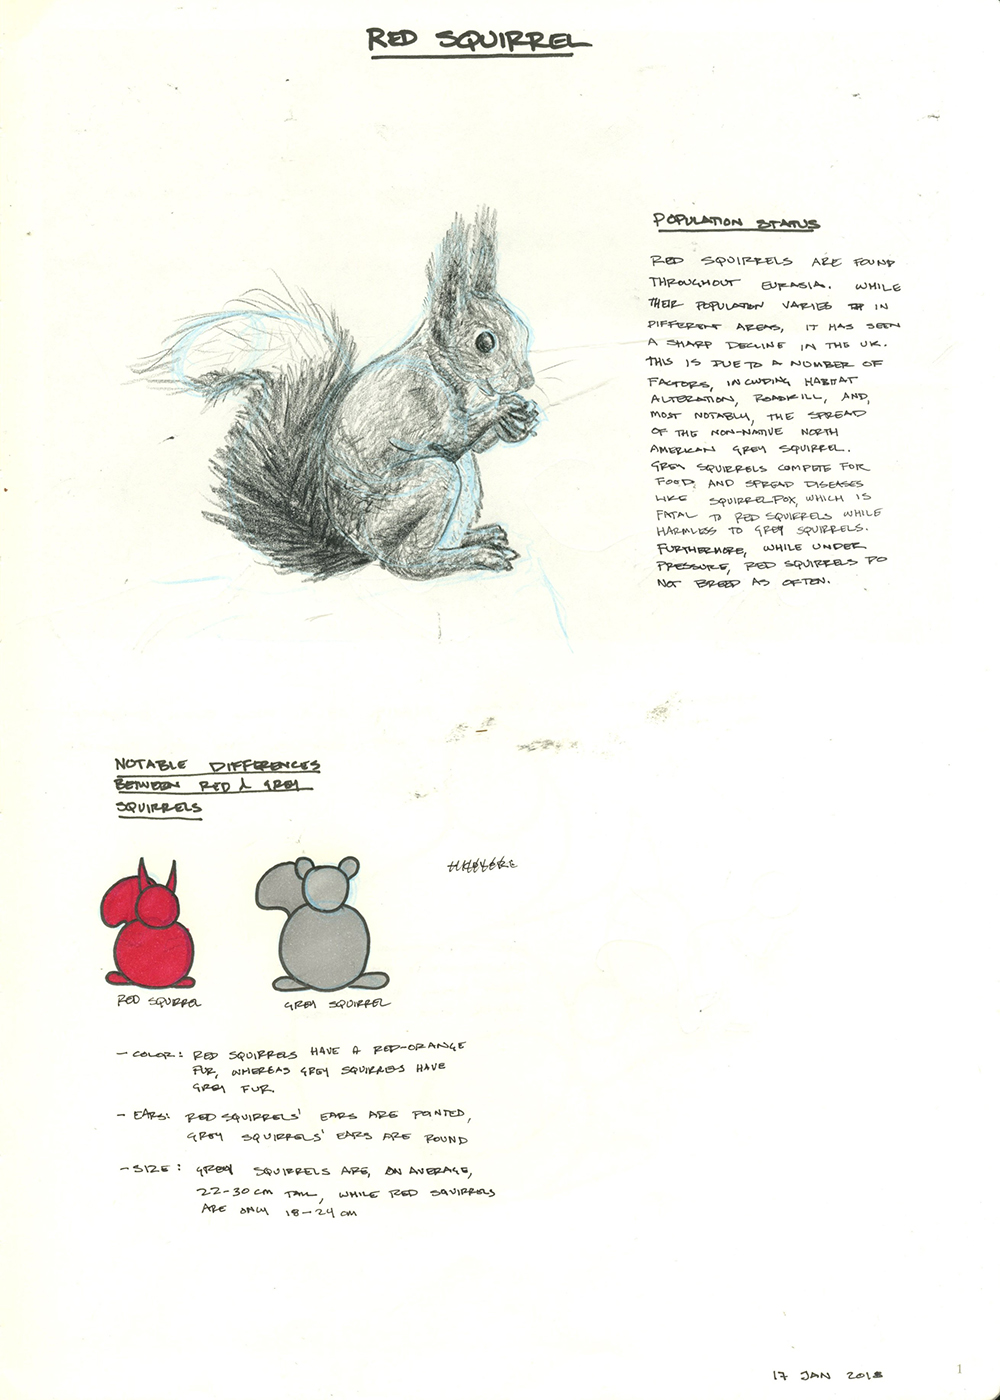 RED SQUIRREL
POPULATION STATUS
RED SQUIRRELS ARE FOUND
THROUGHOUT EURASIA. WHILE
THEIR POPULATION VARIES IN
DIFFERENT AREAS, IT HAS SEEN
A SHARP DECLINE IN THE UK.
THIS IS DUE TO A NUMBER OF
FACTORS, INCLUDING HABITAT
ALTERATION, ROADKILL, AND,
MOST NOTABLY, THE SPREAD
OF THE NON-NATIVE NORTH
AMERICAN GREY SQUIRREL.
GREY SQUIRRELS COMPETE FOR
FOOD, AND SPREAD DISEASES
LIKE SQUIRRELPOX, WHICH IS
FATAL TO RED SQUIRRELS WHILE
HARMLESS TO GREY SQUIRRELS.
FURTHERMORE, WHILE UNDER
PRESSURE, RED SQUIRRELS DO
NOT BREED AS OFTEN.
NOTABLE DIFFERENCES
BETWEEN RED & GREY
SQUIRRELS
RED SQUIRREL
GREY SQUIRREL
- COLOR: RED SQUIRRELS HAVE A RED-ORANGE
FUR, WHEREAS GREY SQUIRRELS HAVE
GREY FUR.
- EARS: RED SQUIRRELS' EARS ARE POINTED,
GREY SQUIRRELS' EARS ARE ROUND
- SIZE: GREY SQUIRRELS ARE, ON AVERAGE,
22-30 CM TALL, WHILE RED SQUIRRELS
ARE ONLY 18-24 CM
17 JAN 2018
1